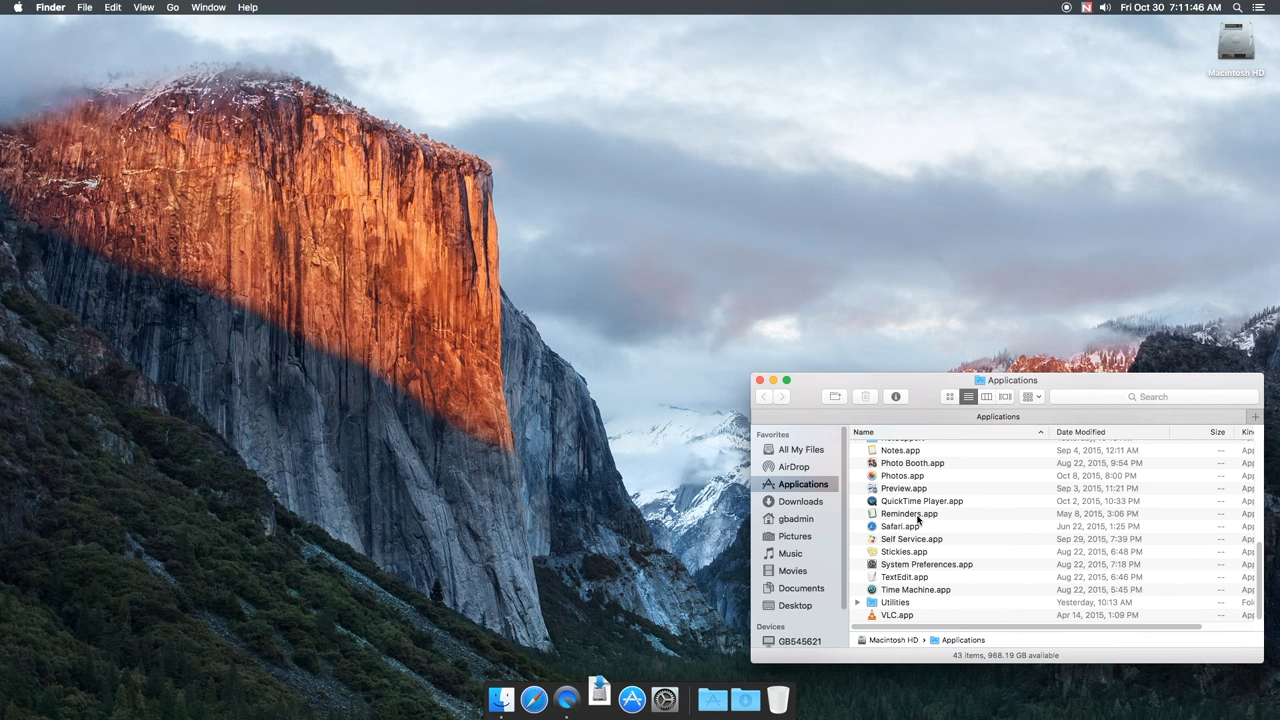 Finder File Edit View Go Window Help
Fri Oct 30 7:11:46 AM
Macintosh HD
Applications
Search
Applications
Favorites
All My Files
AirDrop
Applications
Downloads
gbadmin
Pictures
Music
Movies
Documents
Desktop
Devices
GB545621
Name Date Modified Size
Notes.app Sep 4, 2015, 12:11 AM --
Photo Booth.app Aug 22, 2015, 9:54 PM -- App
Photos.app Oct 8, 2015, 8:00 PM -- App
Preview.app Sep 3, 2015, 11:21 PM -- App
QuickTime Player.app Oct 2, 2015, 10:33 PM -- App
Reminders.app May 8, 2015, 3:06 PM -- App
Safari.app Jun 22, 2015, 1:25 PM -- App
Self Service.app Sep 29, 2015, 7:39 PM -- App
Stickies.app Aug 22, 2015, 6:48 PM -- App
System Preferences.app Aug 22, 2015, 7:18 PM -- App
TextEdit.app Aug 22, 2015, 6:46 PM -- App
Time Machine.app Aug 22, 2015, 5:45 PM -- App
Utilities Yesterday, 10:13 AM -- Fol
VLC.app Apr 14, 2015, 1:09 PM -- App
Macintosh HD Applications
43 items, 968.19 GB available